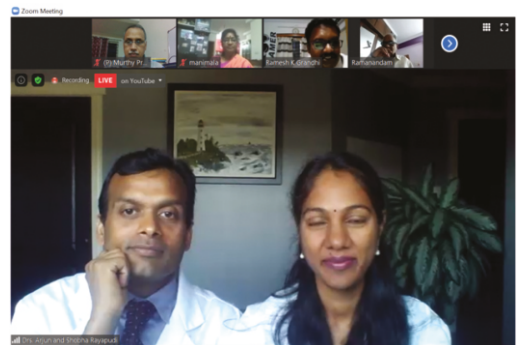 Zoom Meeting
(R) Murthy Pr...
manimala
Ramesh K Grandhi
Ramanandam
Recording
LIVE
on YouTube
Drs. Arjun and Shobha Rayapudi